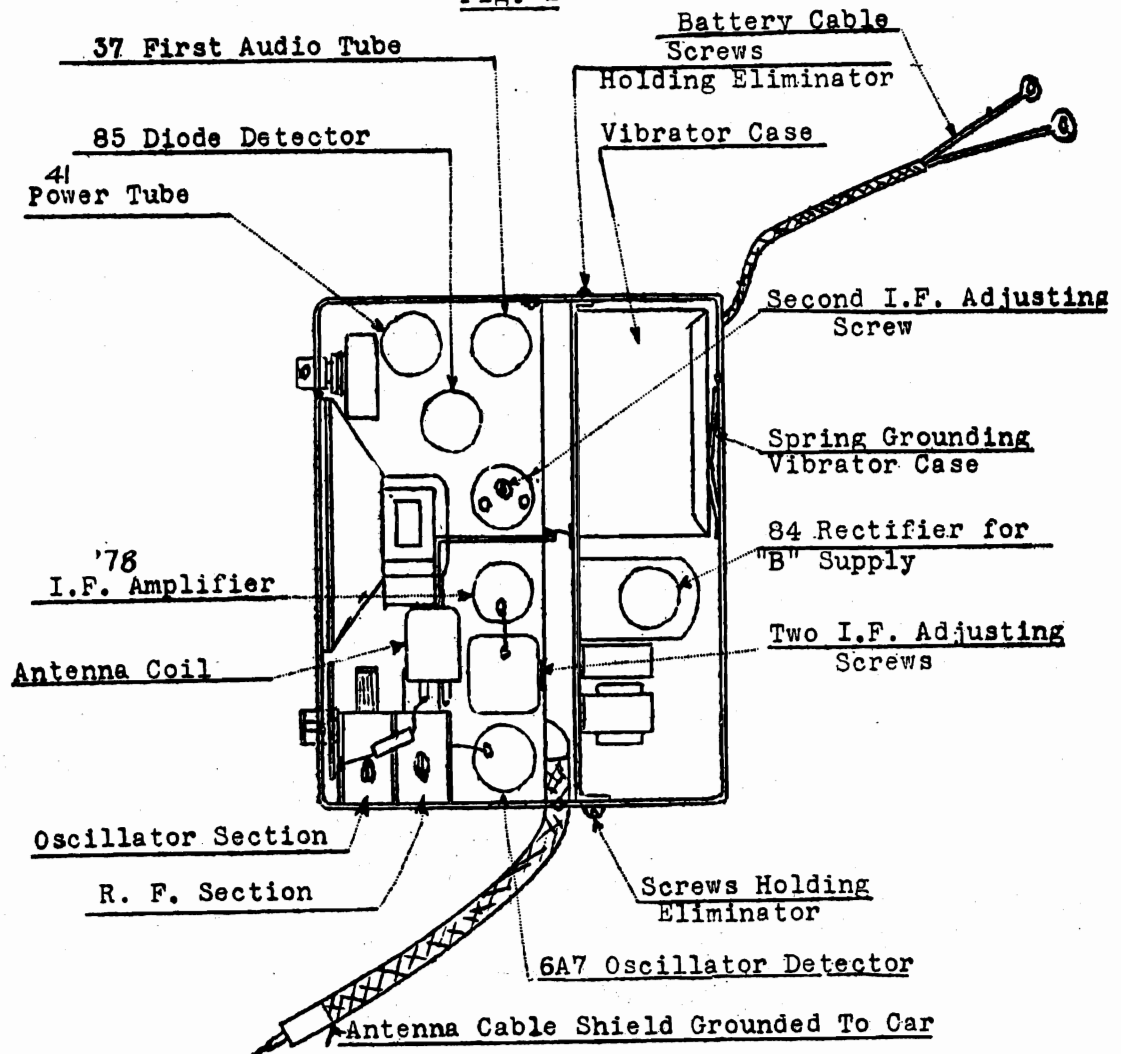 Battery Cable
37 First Audio Tube
Screws
Holding Eliminator
85 Diode Detector
Vibrator Case
41
Power Tube
Second I.F. Adjusting
Screw
Spring Grounding
Vibrator Case
84 Rectifier for
"B" Supply
'78
I.F. Amplifier
Two I.F. Adjusting
Screws
Antenna Coil
Oscillator Section
R. F. Section
Screws Holding
Eliminator
6A7 Oscillator Detector
Antenna Cable Shield Grounded To Car